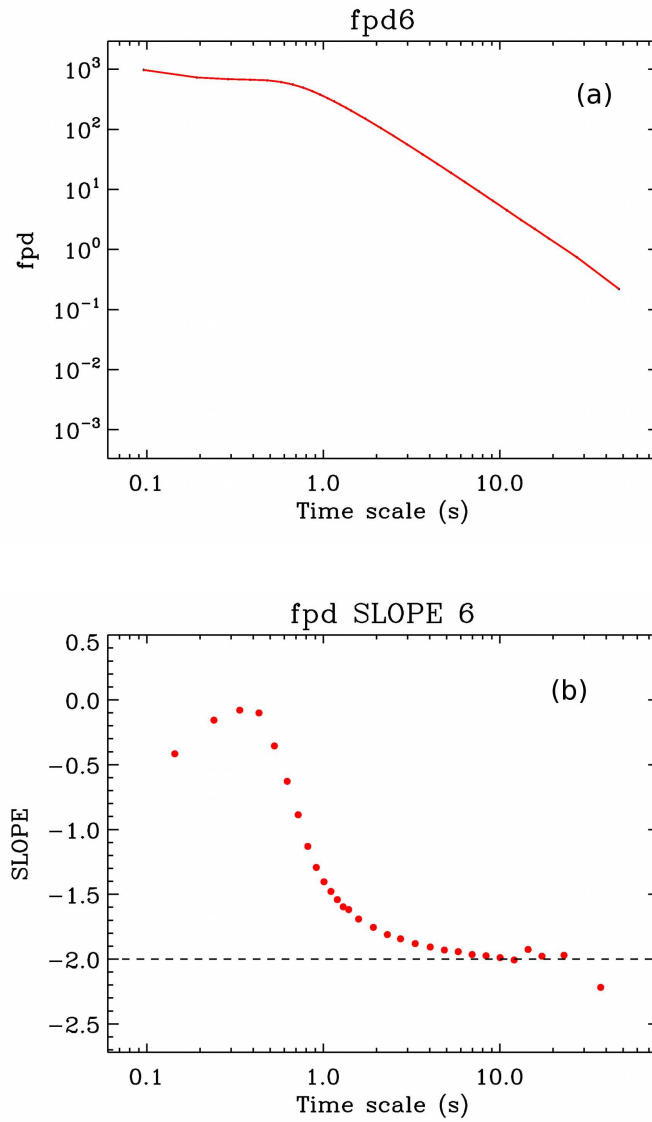 fpd6
(a)
10³
10²
10¹
10⁰
10⁻¹
10⁻²
10⁻³
fpd
0.1 1.0 10.0
Time scale (s)
fpd SLOPE 6
(b)
0.5
0.0
−0.5
−1.0
−1.5
−2.0
−2.5
SLOPE
0.1 1.0 10.0
Time scale (s)